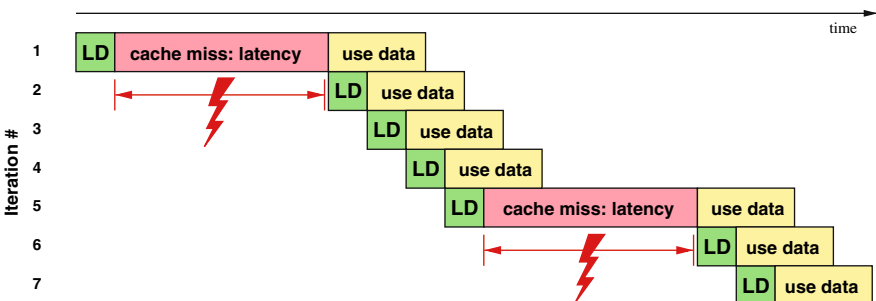 time
1 LD cache miss: latency use data
2 LD use data
3 LD use data
4 LD use data
5 LD cache miss: latency use data
6 LD use data
7 LD use data
Iteration #